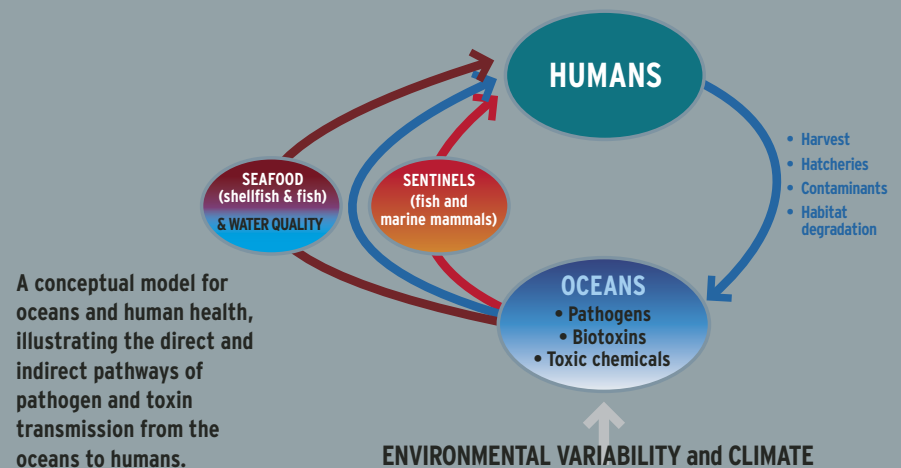 HUMANS
• Harvest
• Hatcheries
• Contaminants
• Habitat
degradation
SEAFOOD
(shellfish & fish)
& WATER QUALITY
SENTINELS
(fish and
marine mammals)
OCEANS
• Pathogens
• Biotoxins
• Toxic chemicals
A conceptual model for
oceans and human health,
illustrating the direct and
indirect pathways of
pathogen and toxin
transmission from the
oceans to humans.
ENVIRONMENTAL VARIABILITY and CLIMATE